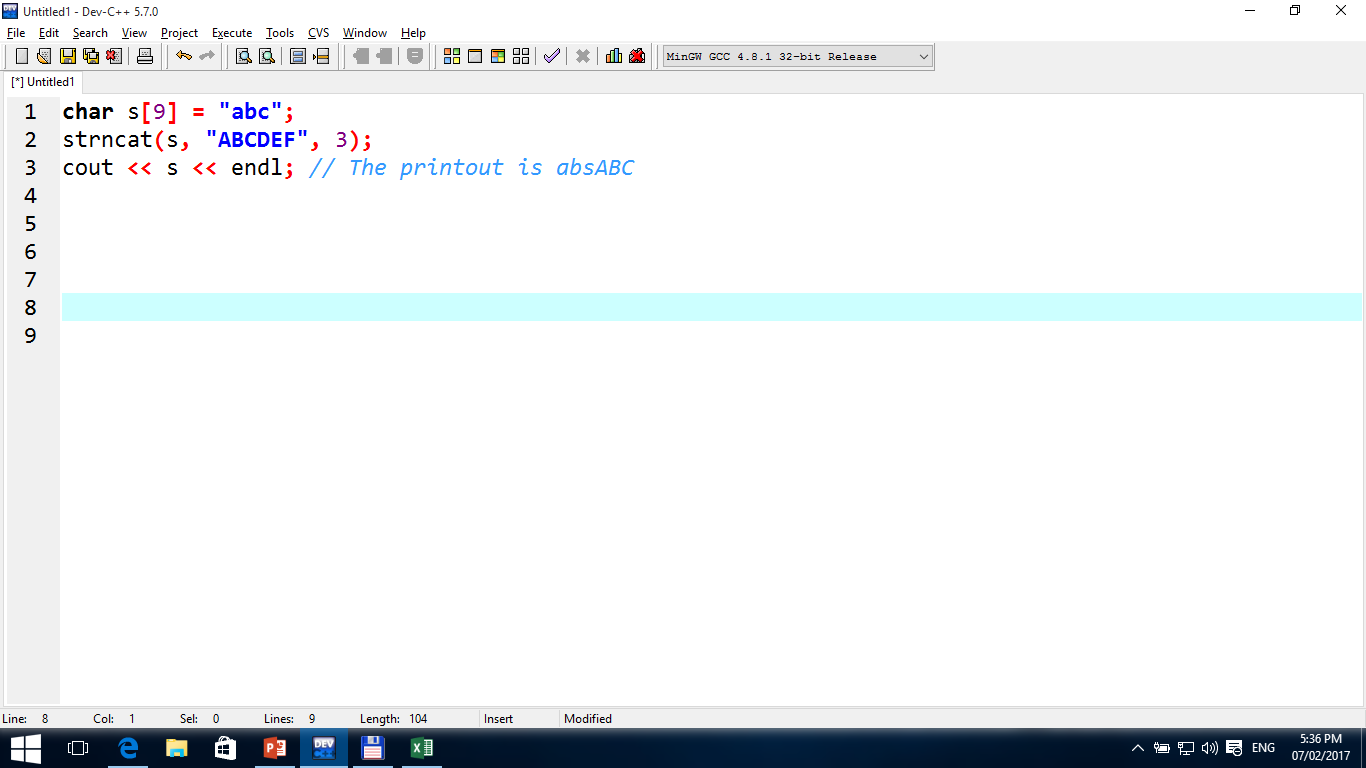 Untitled1 - Dev-C++ 5.7.0
File Edit Search View Project Execute Tools CVS Window Help
MinGW GCC 4.8.1 32-bit Release
[*] Untitled1
1 char s[9] = "abc";
2 strncat(s, "ABCDEF", 3);
3 cout << s << endl; // The printout is absABC
4
5
6
7
8
9
Line: 8 Col: 1 Sel: 0 Lines: 9 Length: 104 Insert Modified
DEV
ENG
5:36 PM
07/02/2017